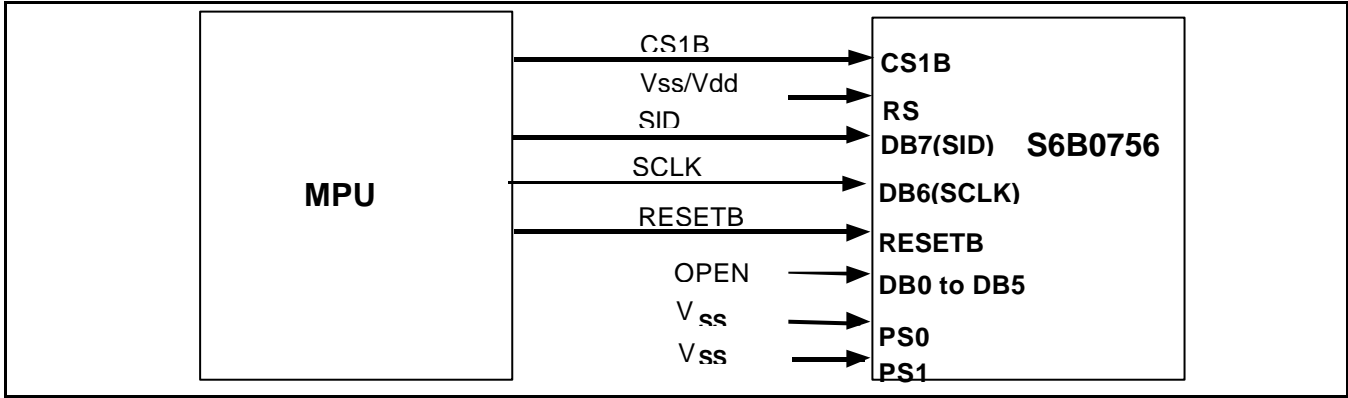 CS1B
CS1B
Vss/Vdd
RS
SID
DB7(SID)
S6B0756
SCLK
DB6(SCLK)
MPU
RESETB
RESETB
OPEN
DB0 to DB5
VSS
PS0
VSS
PS1